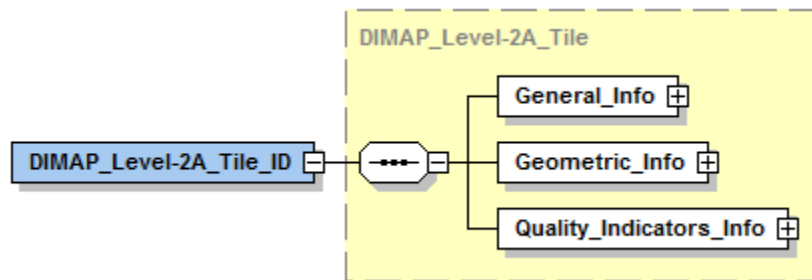 DIMAP_Level-2A_Tile
General_Info
DIMAP_Level-2A_Tile_ID
Geometric_Info
Quality_Indicators_Info